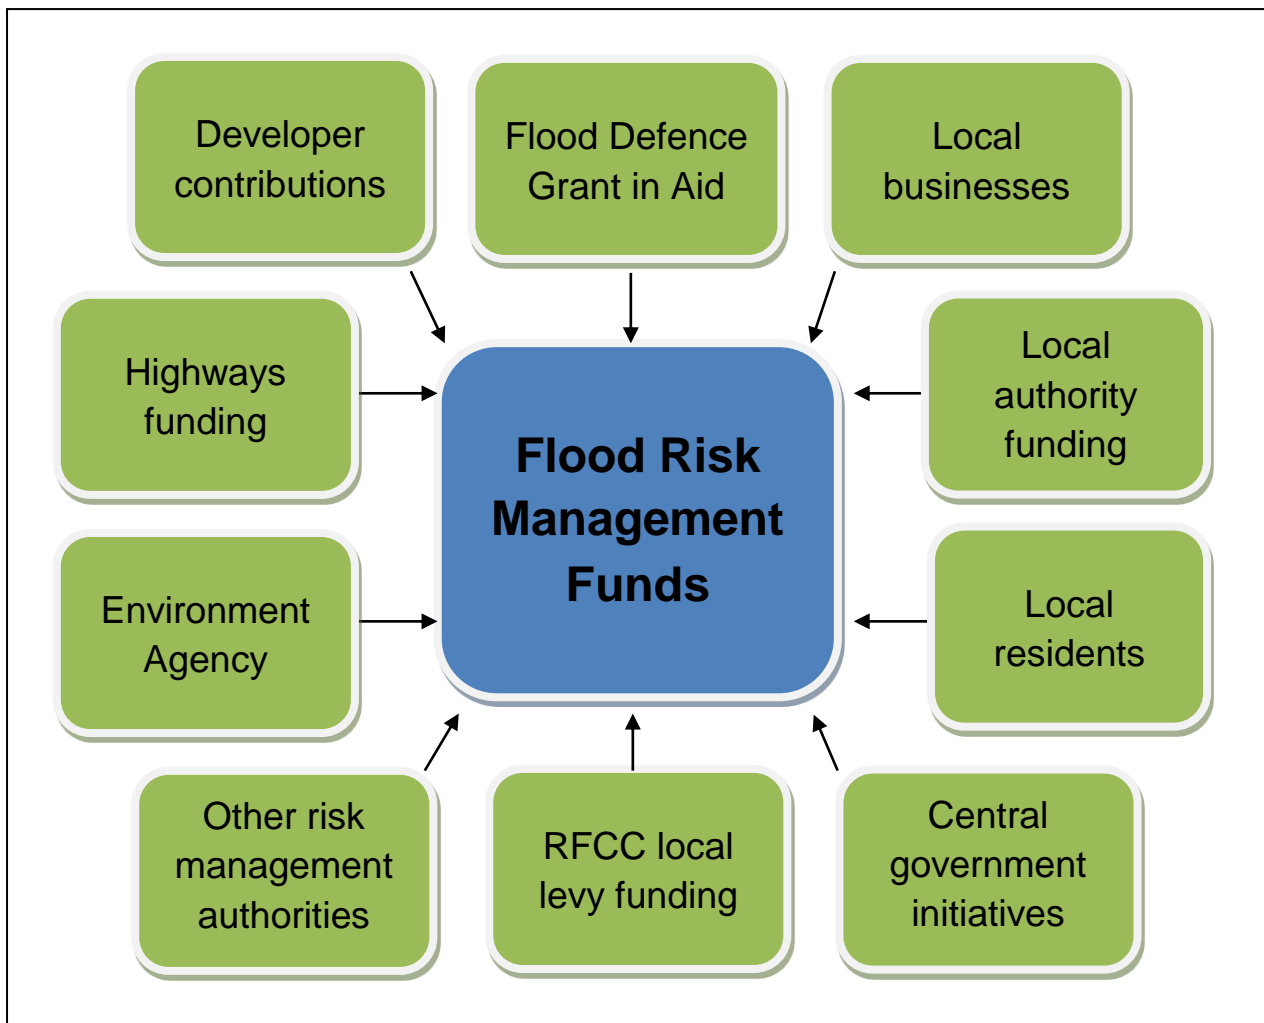 Developer
contributions
Flood Defence
Grant in Aid
Local
businesses
Highways
funding
Flood Risk
Management
Funds
Local
authority
funding
Environment
Agency
Local
residents
Other risk
management
authorities
RFCC local
levy funding
Central
government
initiatives